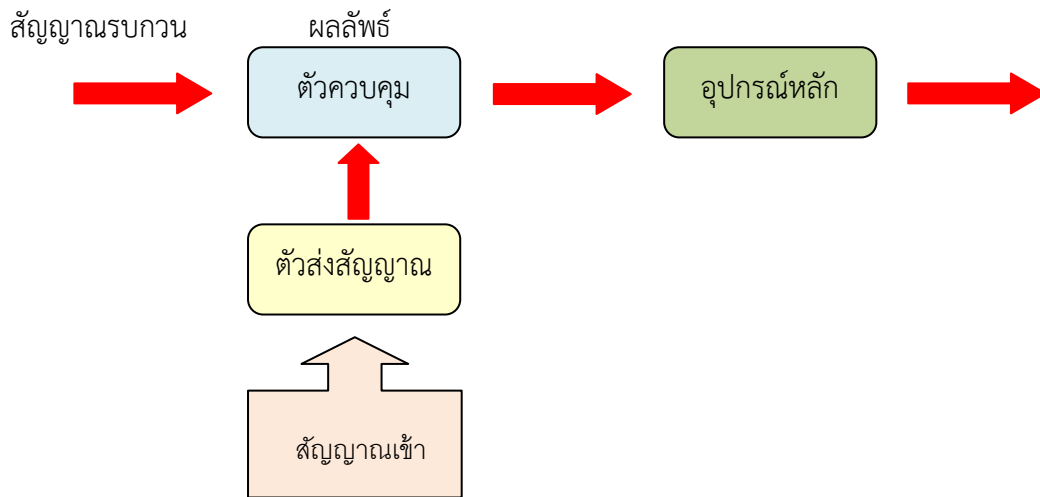 สัญญาณรบกวน ผลลัพธ์
ตัวควบคุม อุปกรณ์หลัก
ตัวส่งสัญญาณ
สัญญาณเข้า